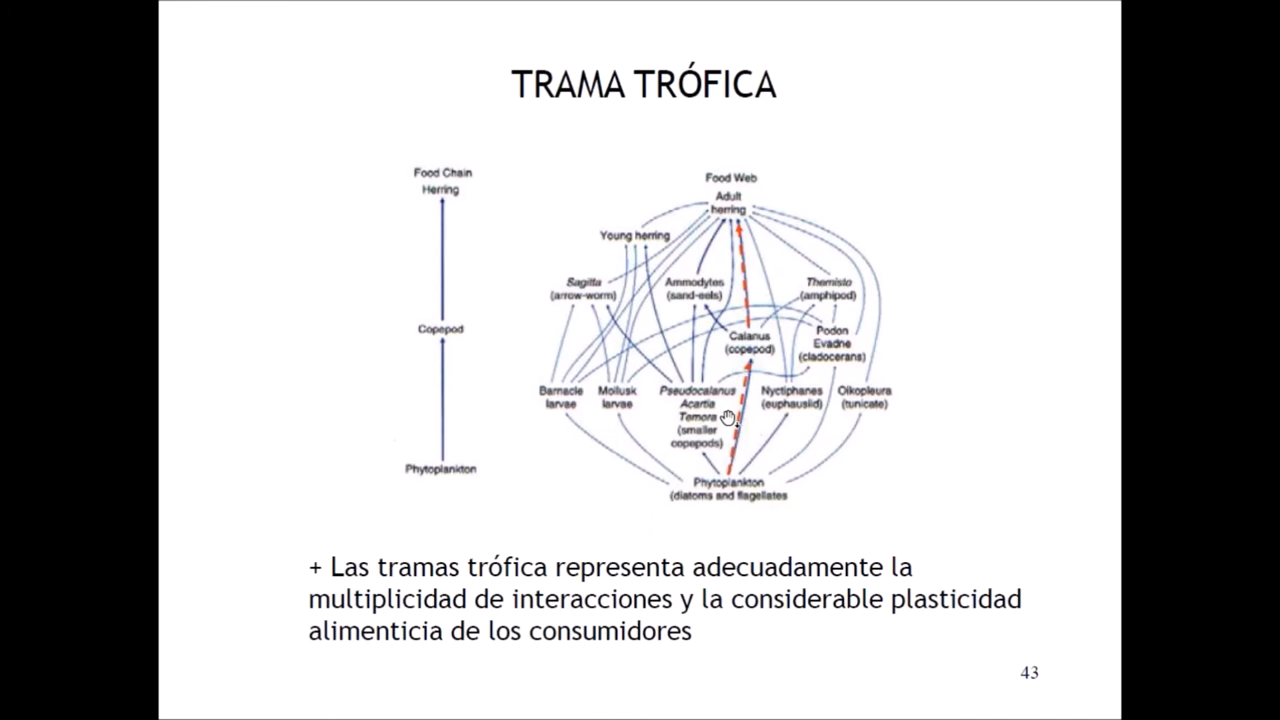 TRAMA TRÓFICA
Food Chain
Herring
Copepod
Phytoplankton
Food Web
Adult
herring
Young herring
Sagitta
(arrow-worm)
Ammodytes
(sand-eels)
Themisto
(amphipod)
Calanus
(copepod)
Podon
Evadne
(cladocerans)
Barnacle
larvae
Mollusk
larvae
Pseudocalanus
Acartia
Temora
(smaller
copepods)
Nyctiphanes
(euphausiid)
Oikopleura
(tunicate)
Phytoplankton
(diatoms and flagellates
+ Las tramas trófica representa adecuadamente la
multiplicidad de interacciones y la considerable plasticidad
alimenticia de los consumidores
43